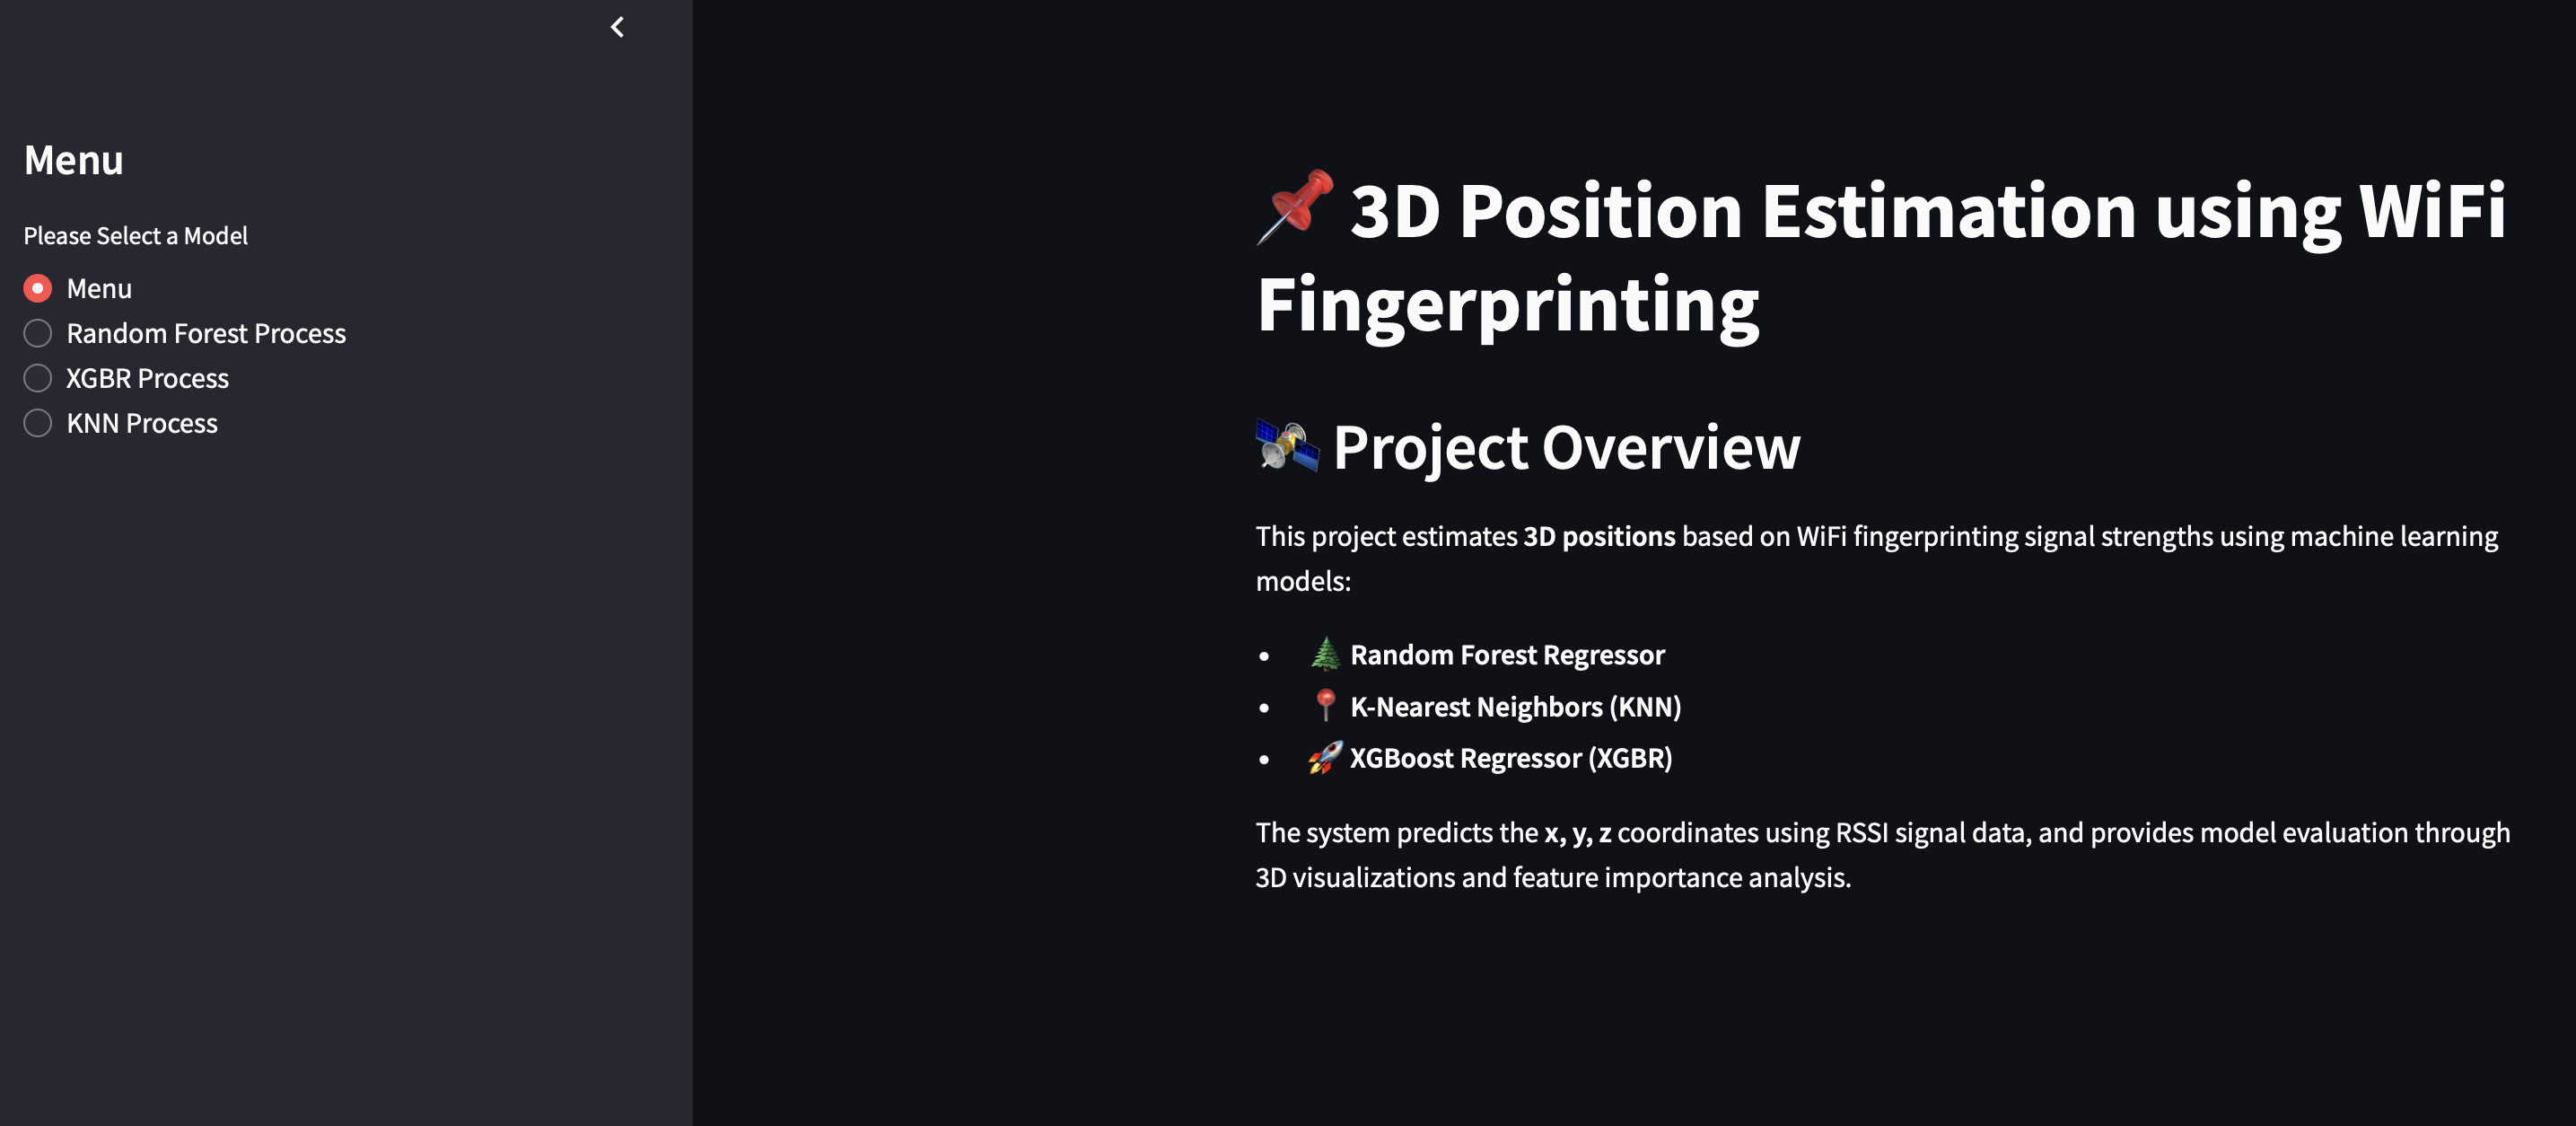 Menu
Please Select a Model
Menu
Random Forest Process
XGBR Process
KNN Process
3D Position Estimation using WiFi
Fingerprinting
Project Overview
This project estimates 3D positions based on WiFi fingerprinting signal strengths using machine learning
models:
• Random Forest Regressor
• K-Nearest Neighbors (KNN)
• XGBoost Regressor (XGBR)
The system predicts the x, y, z coordinates using RSSI signal data, and provides model evaluation through
3D visualizations and feature importance analysis.